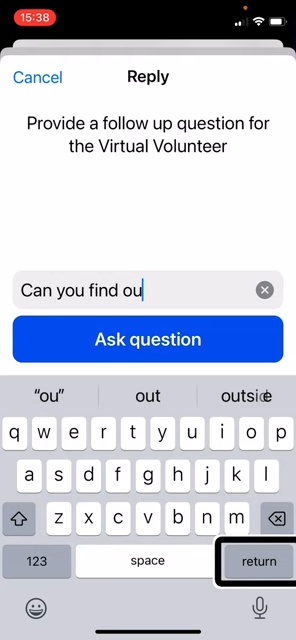 15:38
Cancel Reply
Provide a follow up question for
the Virtual Volunteer
Can you find ou
Ask question
“ou” out outside
q w e r t y u i o p
a s d f g h j k l
z x c v b n m
123 space return